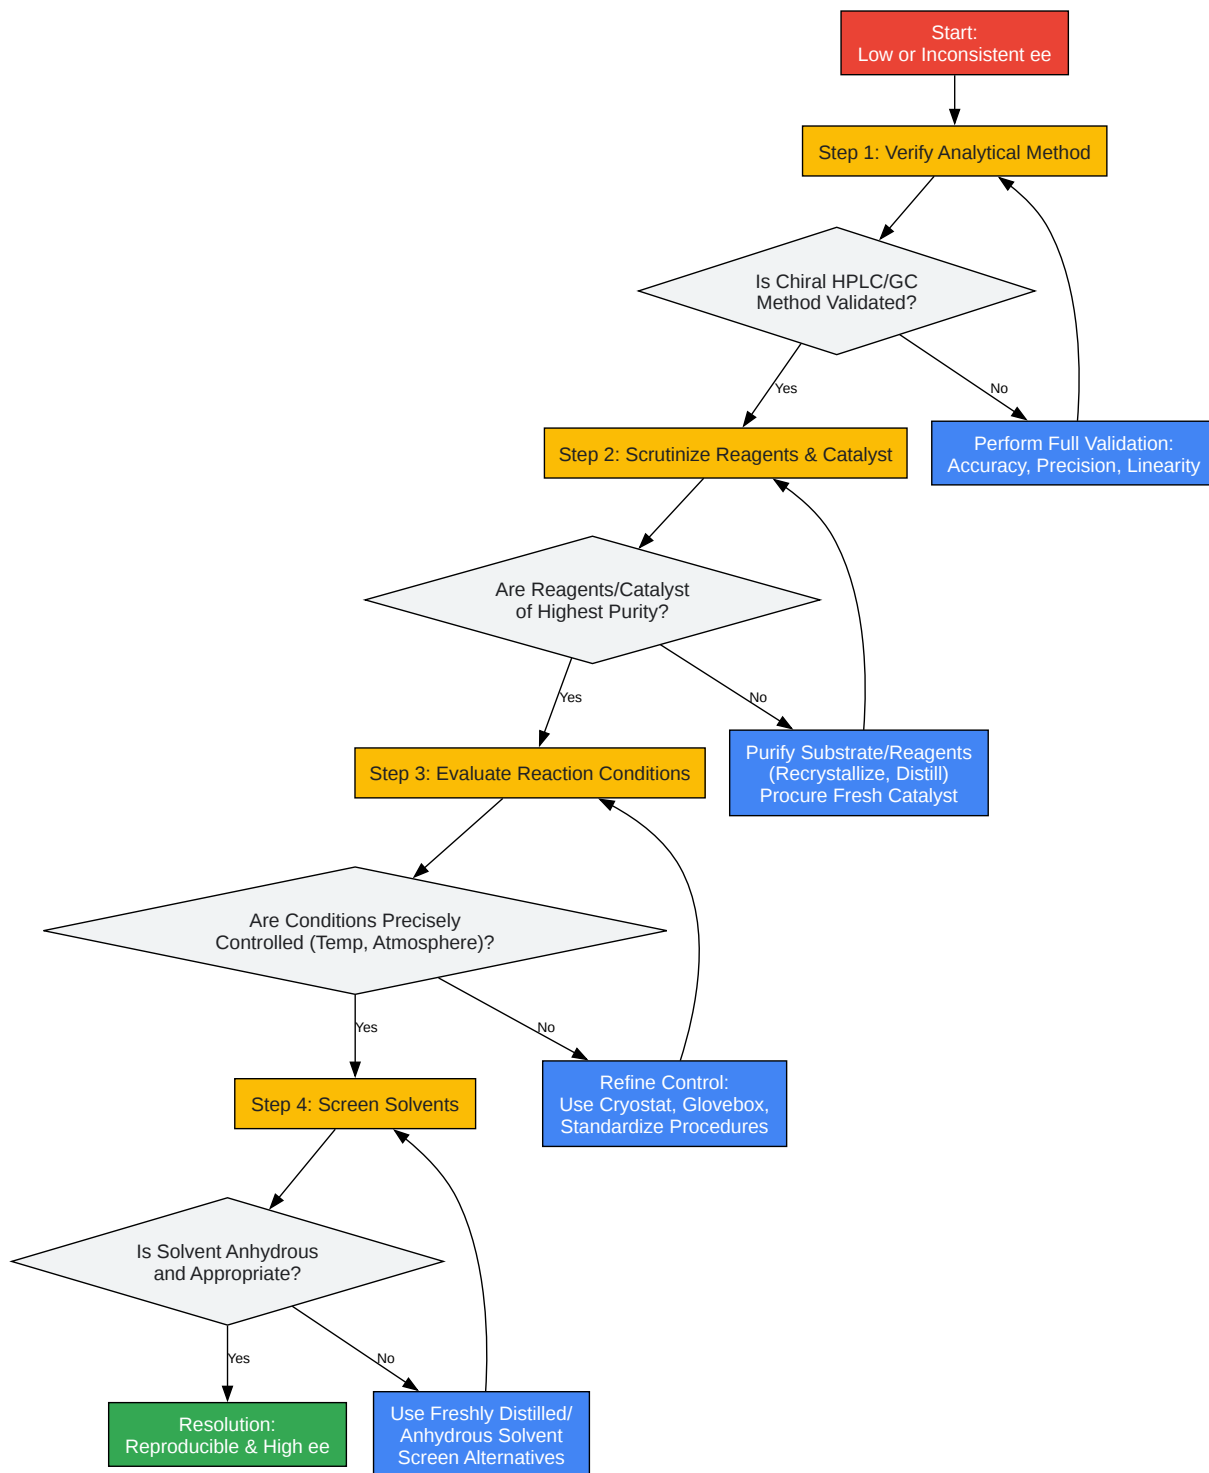 Start:
Low or Inconsistent ee
Step 1: Verify Analytical Method
Is Chiral HPLC/GC
Method Validated?
Yes
No
Step 2: Scrutinize Reagents & Catalyst
Perform Full Validation:
Accuracy, Precision, Linearity
Are Reagents/Catalyst
of Highest Purity?
Yes
No
Step 3: Evaluate Reaction Conditions
Purify Substrate/Reagents
(Recrystallize, Distill)
Procure Fresh Catalyst
Are Conditions Precisely
Controlled (Temp, Atmosphere)?
Yes
No
Step 4: Screen Solvents
Refine Control:
Use Cryostat, Glovebox,
Standardize Procedures
Is Solvent Anhydrous
and Appropriate?
Yes
No
Resolution:
Reproducible & High ee
Use Freshly Distilled/
Anhydrous Solvent
Screen Alternatives